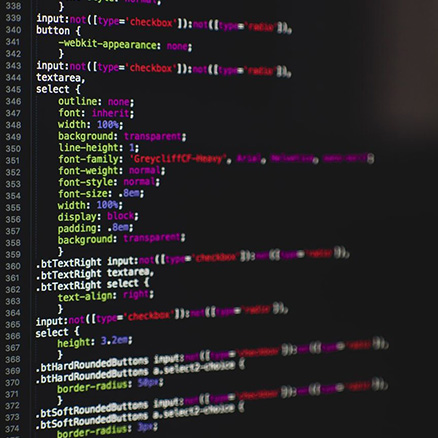 338 }
339 input:not([type='checkbox']):not([type='radio']),
340 button {
341 -webkit-appearance: none;
342 }
343 input:not([type='checkbox']):not([type='radio']),
344 textarea,
345 select {
346 outline: none;
347 font: inherit;
348 width: 100%;
349 background: transparent;
350 line-height: 1;
351 font-family: 'GreycliffCF-Heavy', Arial, Helvetica, sans-serif;
352 font-weight: normal;
353 font-style: normal;
354 font-size: .8em;
355 width: 100%;
356 display: block;
357 padding: .8em;
358 background: transparent;
359 }
360 .btTextRight input:not([type='checkbox']):not([type='radio']),
361 .btTextRight textarea,
362 .btTextRight select {
363 text-align: right;
364 }
365 input:not([type='checkbox']):not([type='radio']),
366 select {
367 height: 3.2em;
368 }
369 .btHardRoundedButtons input:not([type='checkbox']):not([type='radio']),
370 .btHardRoundedButtons a.select2-choice {
371 border-radius: 50px;
372 }
373 .btSoftRoundedButtons input:not([type='checkbox']):not([type='radio']),
374 .btSoftRoundedButtons a.select2-choice {
border-radius: 3px;